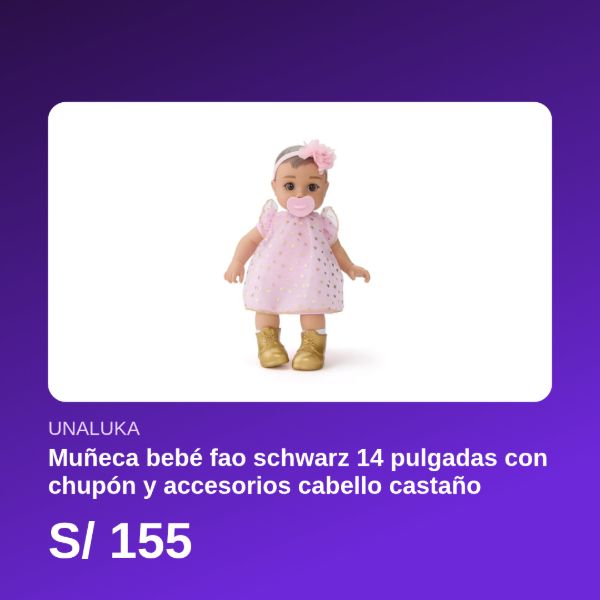 UNALUKA
Muñeca bebé fao schwarz 14 pulgadas con
chupón y accesorios cabello castaño
S/ 155